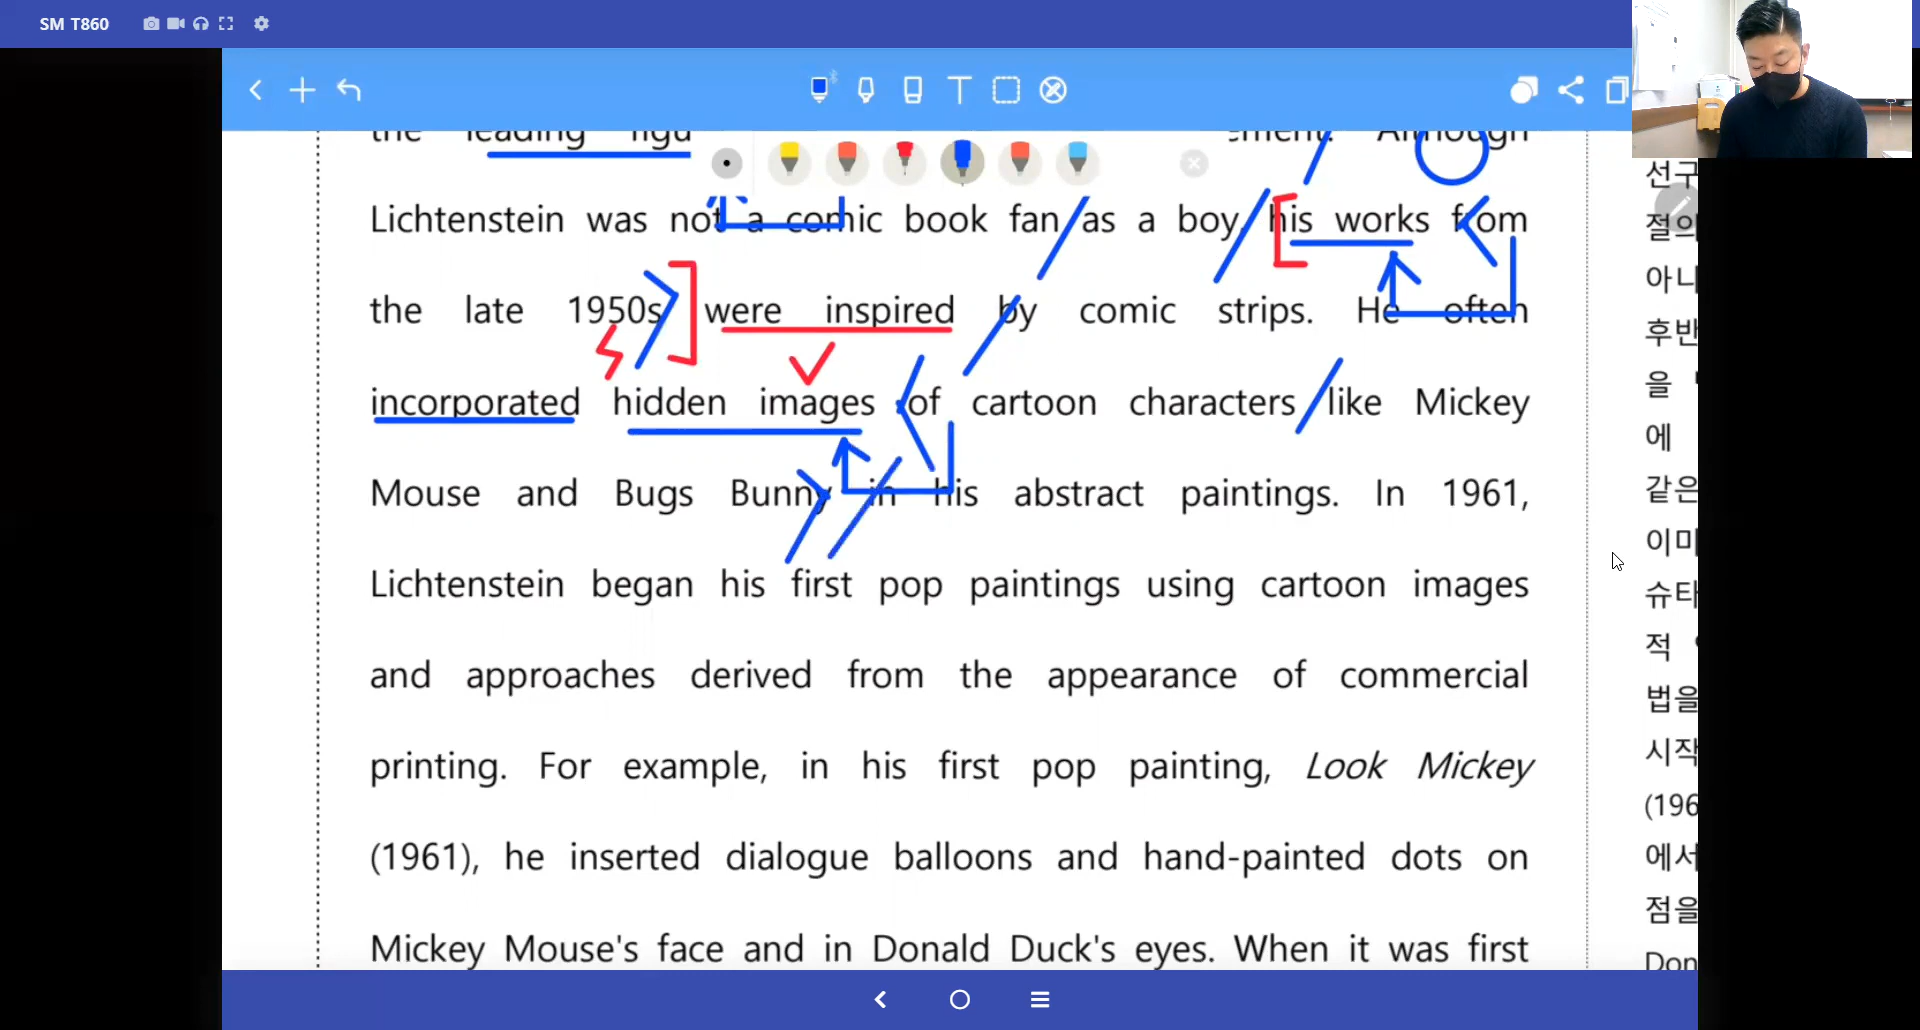 SM T860
the leading figu
Although
Lichtenstein was not a comic book fan as a boy, his works from
the late 1950s were inspired by comic strips. He often
incorporated hidden images of cartoon characters like Mickey
Mouse and Bugs Bunny in his abstract paintings. In 1961,
Lichtenstein began his first pop paintings using cartoon images
and approaches derived from the appearance of commercial
printing. For example, in his first pop painting, Look Mickey
(1961), he inserted dialogue balloons and hand-painted dots on
Mickey Mouse's face and in Donald Duck's eyes. When it was first
선구
절의
아니
후반
을
에
같은
이미
슈타
적
법을
시작
(196
에서
점을
Don